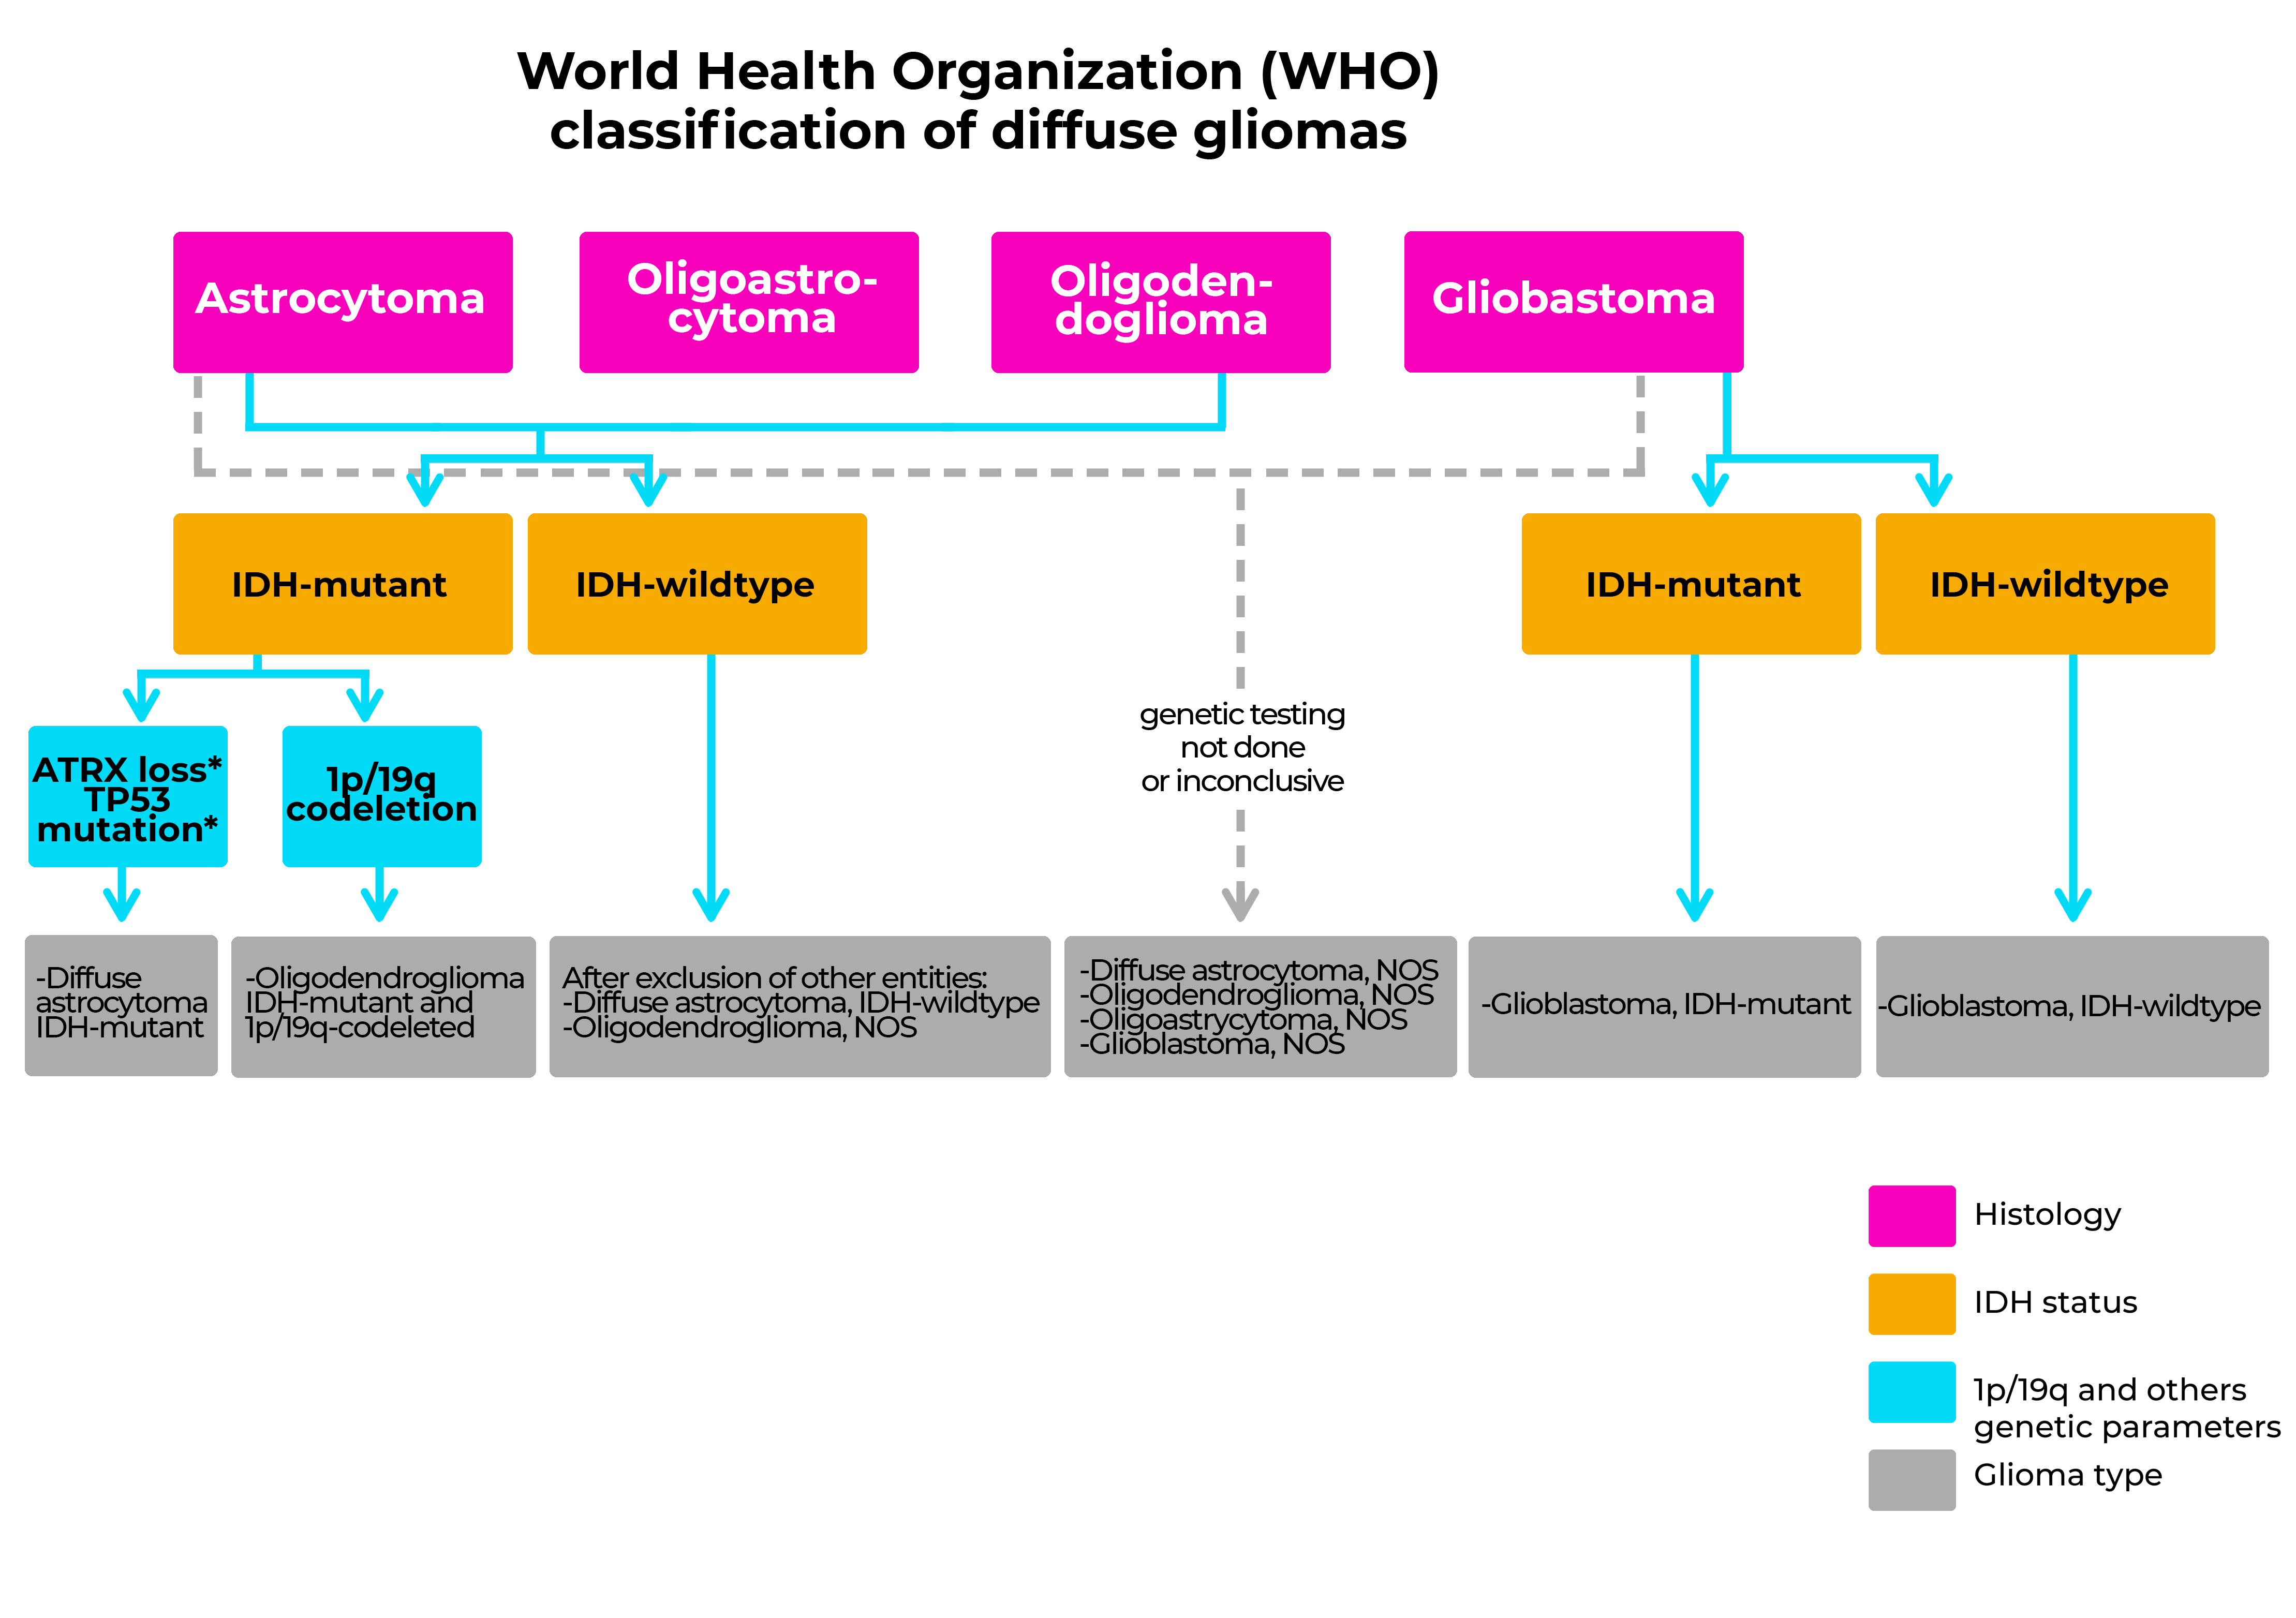 World Health Organization (WHO)
classification of diffuse gliomas
Astrocytoma
Oligoastro-
cytoma
Oligoden-
doglioma
Gliobastoma
IDH-mutant
IDH-wildtype
IDH-mutant
IDH-wildtype
ATRX loss*
TP53
mutation*
1p/19q
codeletion
genetic testing
not done
or inconclusive
-Diffuse
astrocytoma
IDH-mutant
-Oligodendroglioma
IDH-mutant and
1p/19q-codeleted
After exclusion of other entities:
-Diffuse astrocytoma, IDH-wildtype
-Oligodendroglioma, NOS
-Diffuse astrocytoma, NOS
-Oligodendroglioma, NOS
-Oligoastrycytoma, NOS
-Glioblastoma, NOS
-Glioblastoma, IDH-mutant
-Glioblastoma, IDH-wildtype
Histology
IDH status
1p/19q and others
genetic parameters
Glioma type